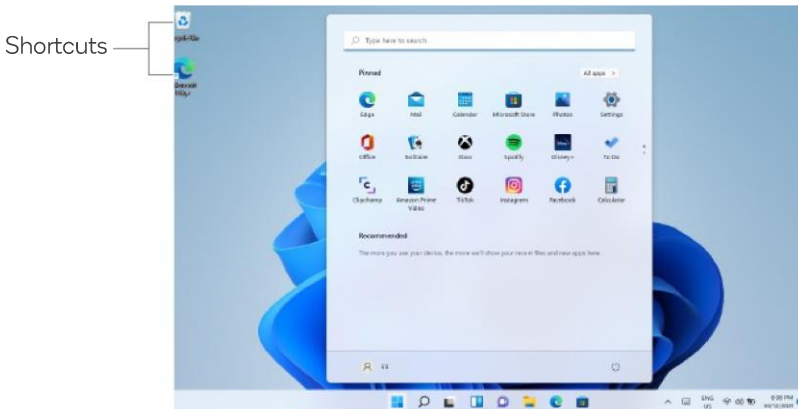 Shortcuts
Type here to search
Pinned
All apps >
Edge
Mail
Calendar
Microsoft Store
Photos
Settings
Office
Solitaire
Xbox
Spotify
Disney+
To Do
Clipchamp
Amazon Prime
Video
TikTok
Instagram
Facebook
Calculator
Recommended
The more you use your device, the more we'll show your recent files and new apps here.
ENG
US